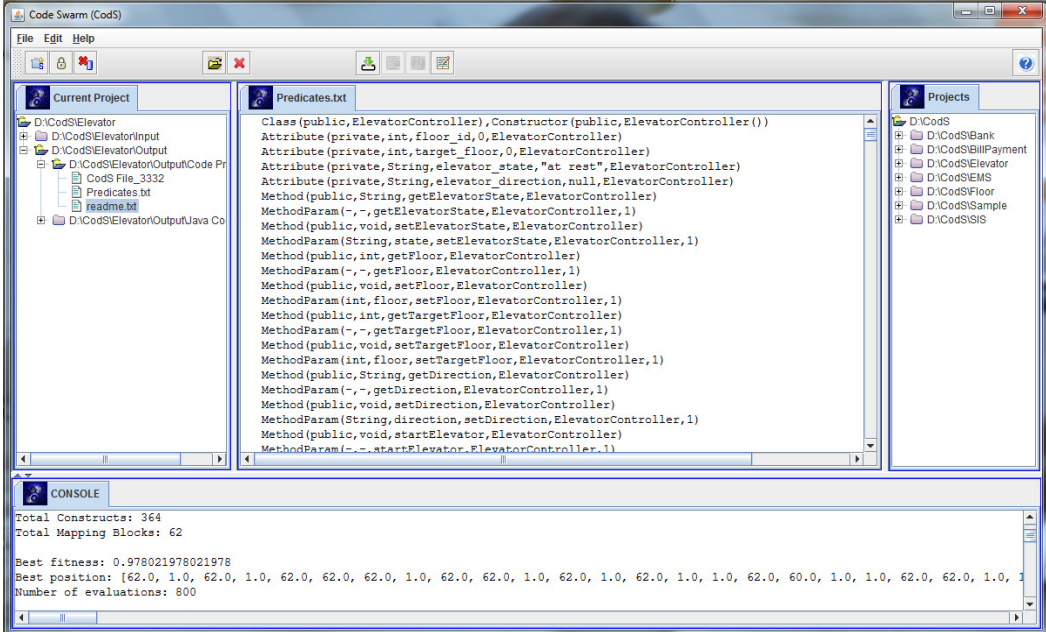 Code Swarm (CodS)
File Edit Help
Current Project
D:\CodS\Elevator
D:\CodS\Elevator\Input
D:\CodS\Elevator\Output
D:\CodS\Elevator\Output\Code Pr
CodS File_3332
Predicates.txt
readme.txt
D:\CodS\Elevator\Output\Java Co
Predicates.txt
Class(public,ElevatorController),Constructor(public,ElevatorController())
Attribute(private,int,floor_id,0,ElevatorController)
Attribute(private,int,target_floor,0,ElevatorController)
Attribute(private,String,elevator_state,"at rest",ElevatorController)
Attribute(private,String,elevator_direction,null,ElevatorController)
Method(public,String,getElevatorState,ElevatorController)
MethodParam(-,-,getElevatorState,ElevatorController,1)
Method(public,void,setElevatorState,ElevatorController)
MethodParam(String,state,setElevatorState,ElevatorController,1)
Method(public,int,getFloor,ElevatorController)
MethodParam(-,-,getFloor,ElevatorController,1)
Method(public,void,setFloor,ElevatorController)
MethodParam(int,floor,setFloor,ElevatorController,1)
Method(public,int,getTargetFloor,ElevatorController)
MethodParam(-,-,getTargetFloor,ElevatorController,1)
Method(public,void,setTargetFloor,ElevatorController)
MethodParam(int,floor,setTargetFloor,ElevatorController,1)
Method(public,String,getDirection,ElevatorController)
MethodParam(-,-,getDirection,ElevatorController,1)
Method(public,void,setDirection,ElevatorController)
MethodParam(String,direction,setDirection,ElevatorController,1)
Method(public,void,startElevator,ElevatorController)
MethodParam(-,-,startElevator,ElevatorController,1)
Projects
D:\CodS
D:\CodS\Bank
D:\CodS\BillPayment
D:\CodS\Elevator
D:\CodS\EMS
D:\CodS\Floor
D:\CodS\Sample
D:\CodS\SIS
CONSOLE
Total Constructs: 364
Total Mapping Blocks: 62
Best fitness: 0.978021978021978
Best position: [62.0, 1.0, 62.0, 1.0, 62.0, 62.0, 62.0, 1.0, 62.0, 62.0, 1.0, 62.0, 1.0, 62.0, 1.0, 1.0, 62.0, 60.0, 1.0, 1.0, 62.0, 62.0, 1.0, 1
Number of evaluations: 800